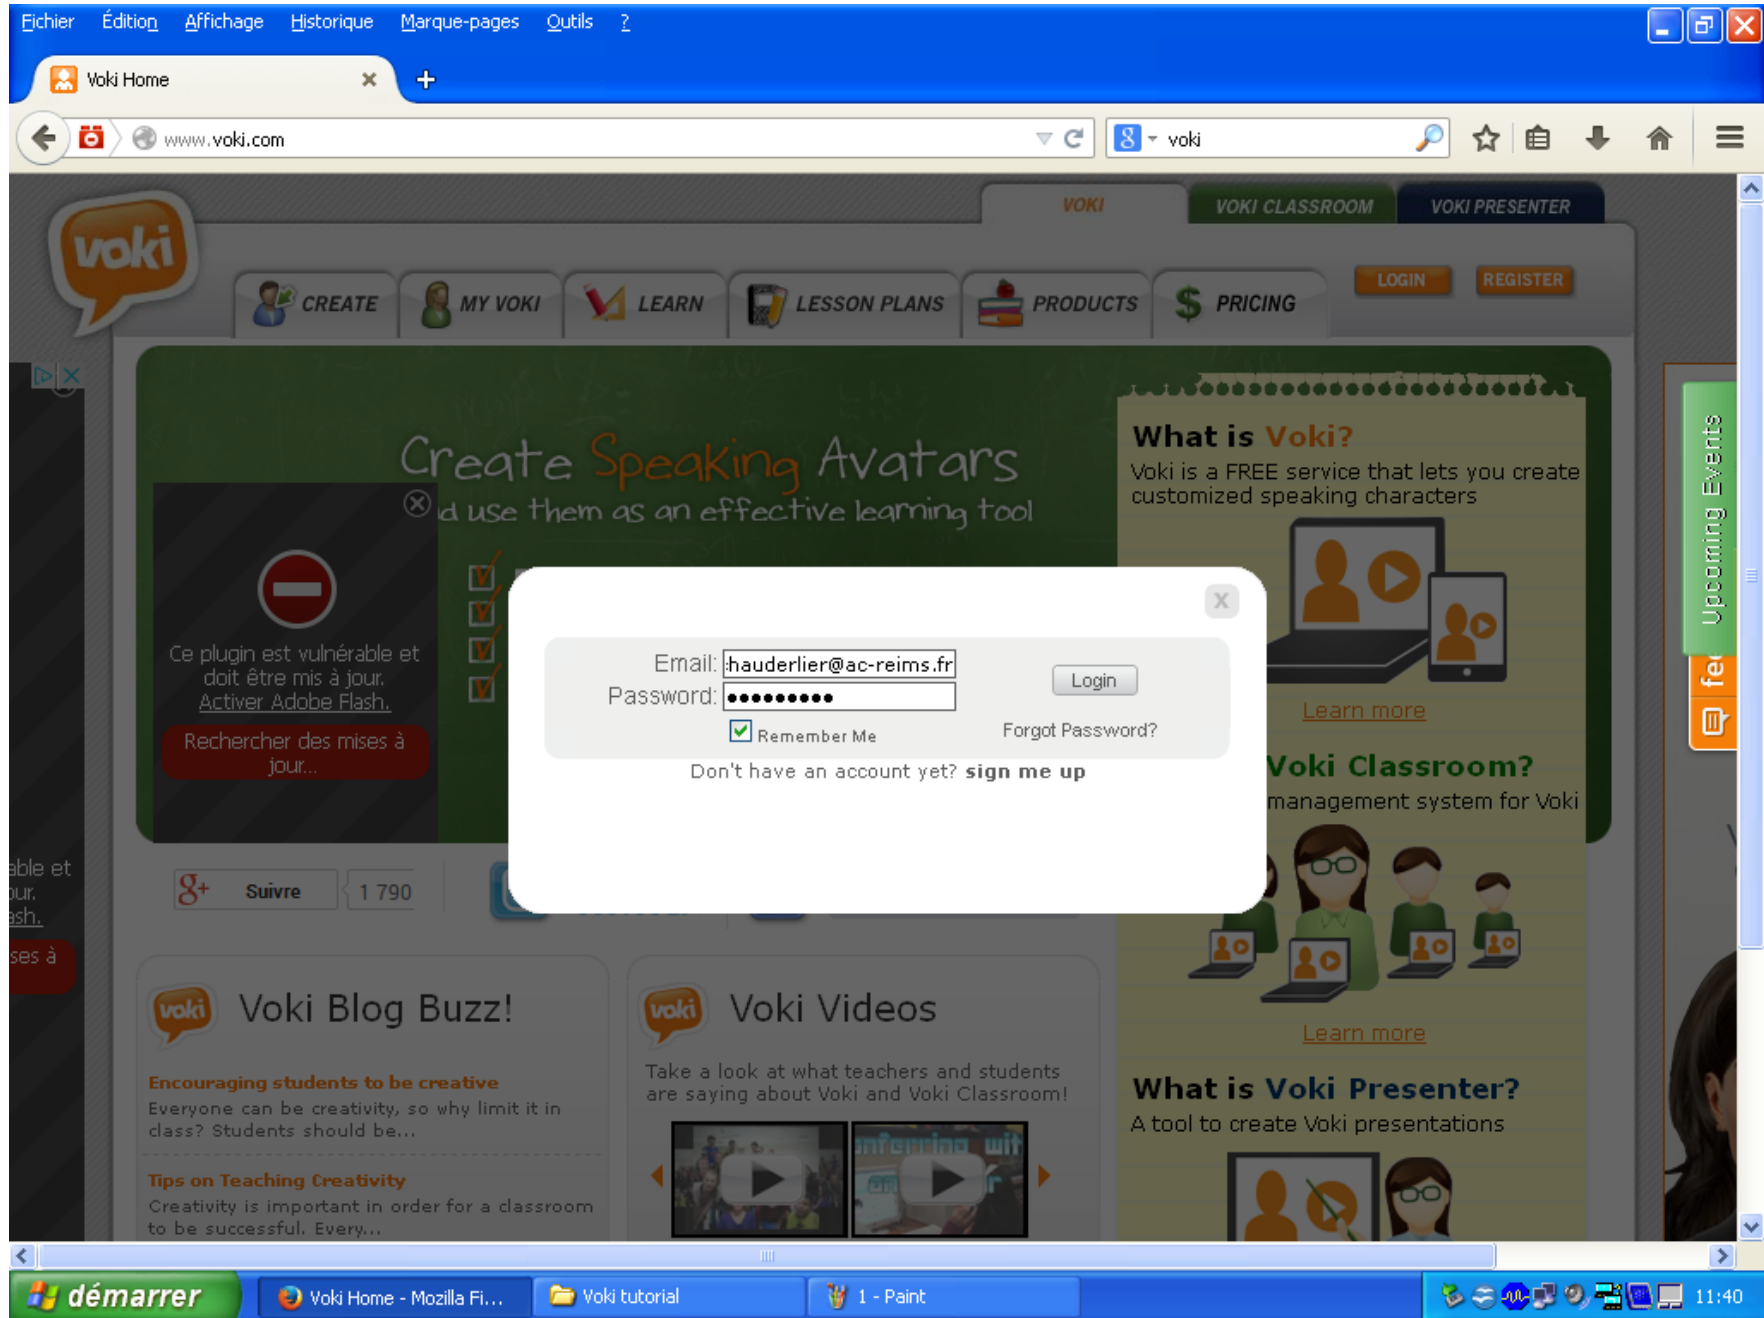 Fichier Édition Affichage Historique Marque-pages Outils ?
Voki Home
www.voki.com
8 voki
voki
VOKI VOKI CLASSROOM VOKI PRESENTER
CREATE MY VOKI LEARN LESSON PLANS PRODUCTS $ PRICING
LOGIN REGISTER
Create Speaking Avatars
d use them as an effective learning tool
Ce plugin est vulnérable et
doit être mis à jour.
Activer Adobe Flash.
Rechercher des mises à
jour...
What is Voki?
Voki is a FREE service that lets you create
customized speaking characters
Learn more
Upcoming Events
fee
X
Email: hauderlier@ac-reims.fr
Password: •••••••••
Login
Remember Me
Forgot Password?
Don't have an account yet? sign me up
Voki Classroom?
management system for Voki
Learn more
able et
our.
ash.
ses à
g+ Suivre 1 790
voki Voki Blog Buzz!
Encouraging students to be creative
Everyone can be creativity, so why limit it in
class? Students should be...
Tips on Teaching Creativity
Creativity is important in order for a classroom
to be successful. Every...
voki Voki Videos
Take a look at what teachers and students
are saying about Voki and Voki Classroom!
What is Voki Presenter?
A tool to create Voki presentations
démarrer Voki Home - Mozilla Fi... Voki tutorial 1 - Paint 11:40